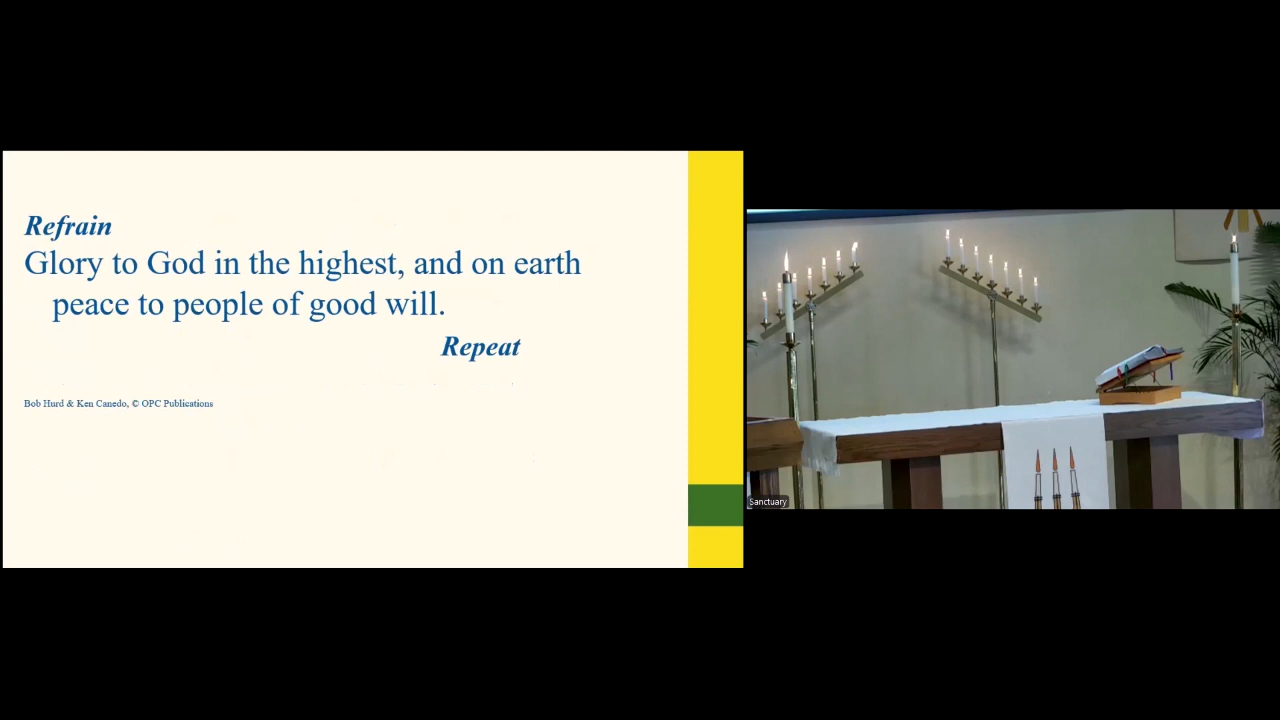 Refrain
Glory to God in the highest, and on earth
peace to people of good will.
Repeat
Bob Hurd & Ken Canedo, © OPC Publications
Sanctuary